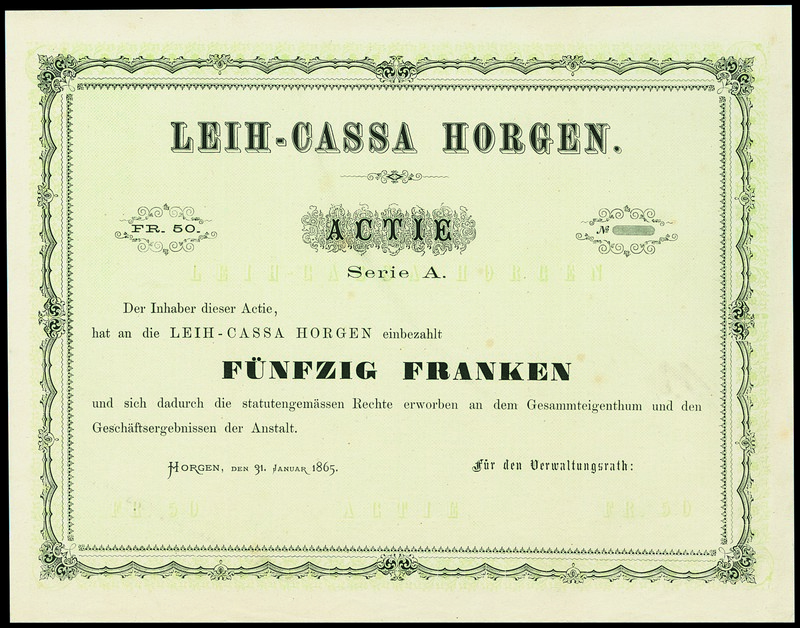 LEIH-CASSA HORGEN.
FR. 50.
ACTIE
№
Serie A.
LEIH-CASSA HORGEN
Der Inhaber dieser Actie,
hat an die LEIH-CASSA HORGEN einbezahlt
FÜNFZIG FRANKEN
und sich dadurch die statutengemässen Rechte erworben an dem Gesammteigenthum und den
Geschäftsergebnissen der Anstalt.
HORGEN, DEN 31. JANUAR 1865.
Für den Verwaltungsrath:
FR. 50 ACTIE FR. 50